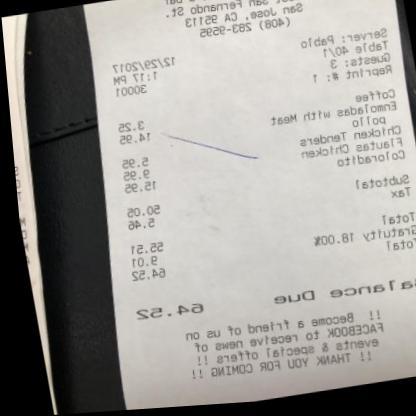 San Fernando St.
San Jose, CA 95113
(408) 283-9595
Server: Pablo 12/29/2017
Table 40/1 1:17 PM
Guests: 3 30001
Reprint #: 1
Coffee 3.25
Enmoladas with Meat 14.95
pollo
Chicken Tenders 5.95
Flautas Chicken 9.95
Coloradito 15.95
Subtotal 50.05
Tax 5.46
Total 55.51
Gratuity 18.00% 9.01
Total 64.52
Balance Due 64.52
!! Become a friend of us on
FACEBOOK to receive news of
events & special offers !!
!! THANK YOU FOR COMING !!